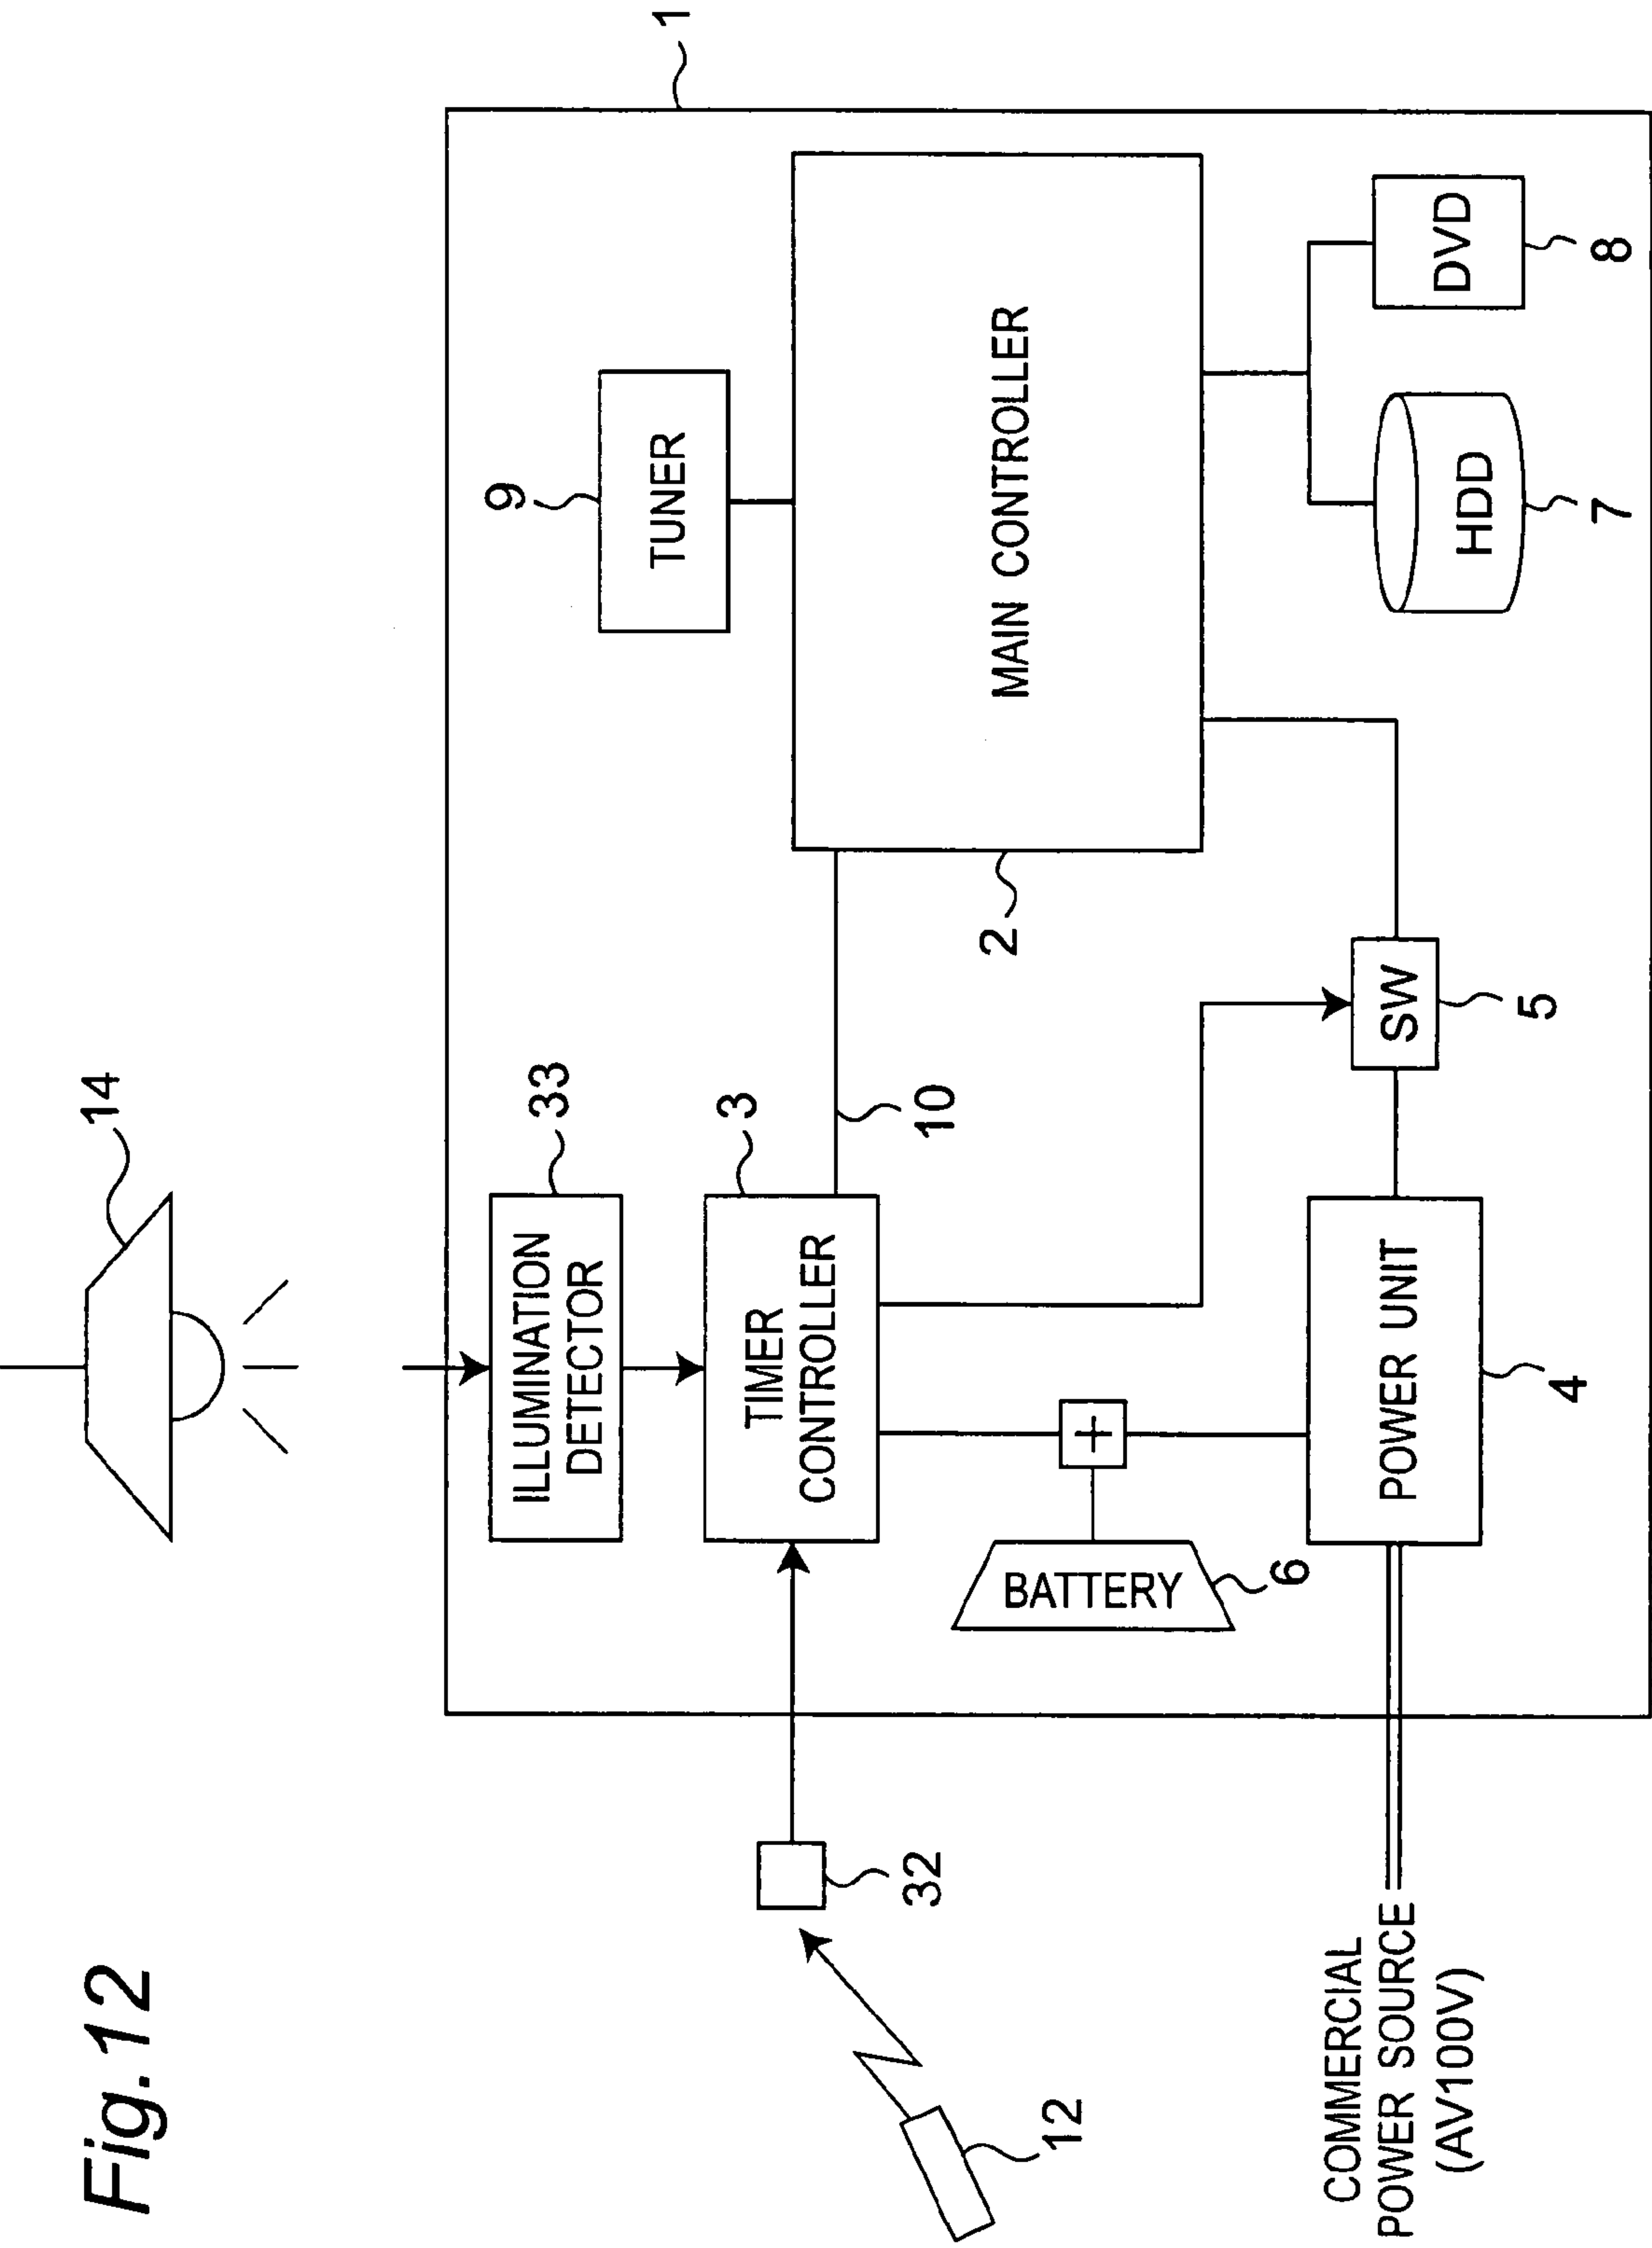 Fig.12
14
1
ILLUMINATION
DETECTOR
33
9
TUNER
TIMER
CONTROLLER
3
10
MAIN CONTROLLER
2
32
12
BATTERY
6
SW
5
POWER UNIT
4
HDD
7
DVD
8
COMMERCIAL
POWER SOURCE
(AV100V)